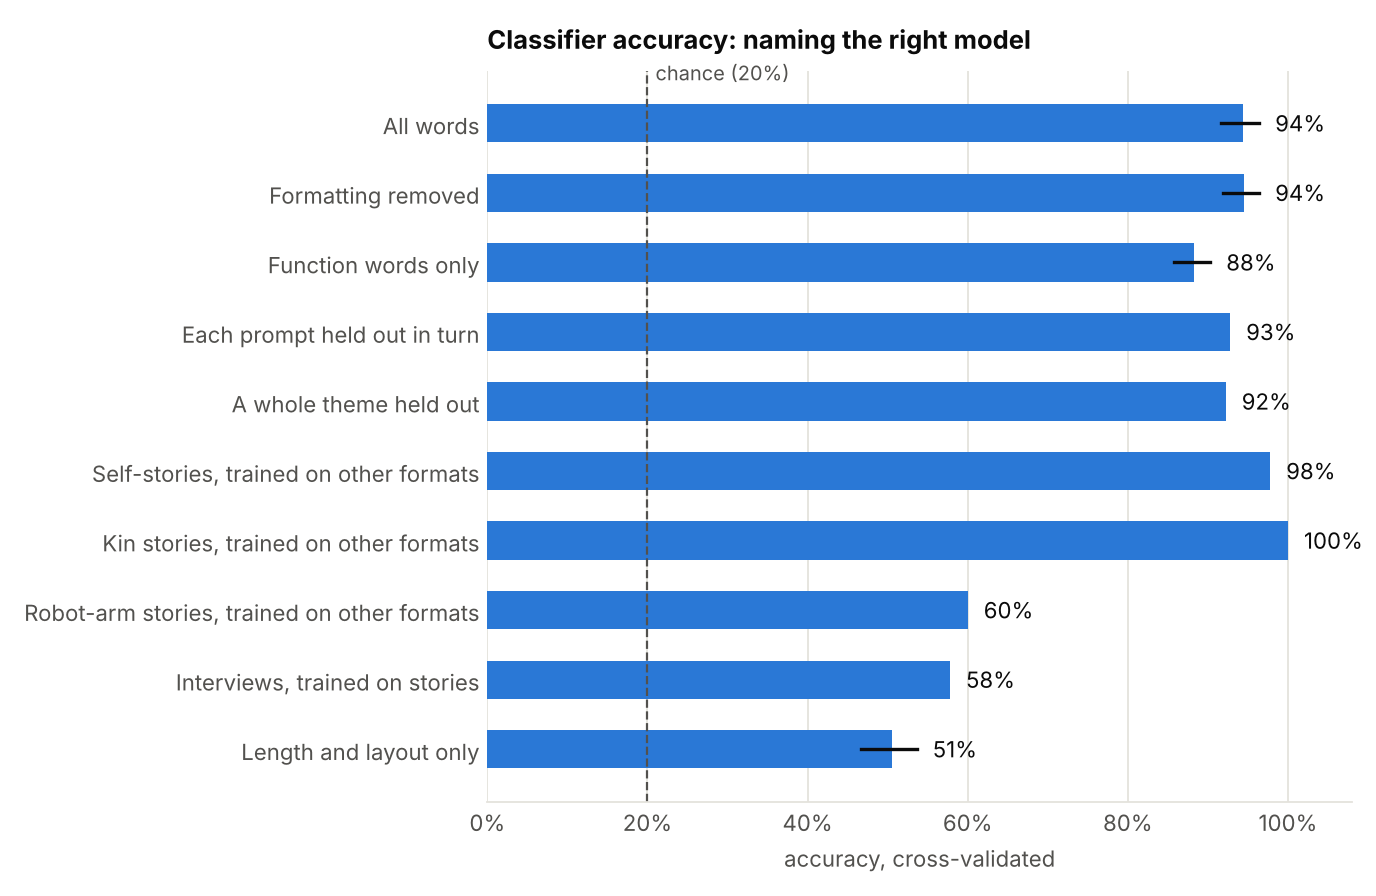 Classifier accuracy: naming the right model
chance (20%)
All words 94%
Formatting removed 94%
Function words only 88%
Each prompt held out in turn 93%
A whole theme held out 92%
Self-stories, trained on other formats 98%
Kin stories, trained on other formats 100%
Robot-arm stories, trained on other formats 60%
Interviews, trained on stories 58%
Length and layout only 51%
0% 20% 40% 60% 80% 100%
accuracy, cross-validated